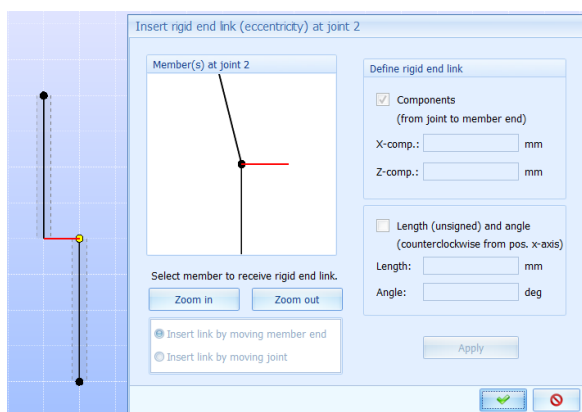 Insert rigid end link (eccentricity) at joint 2
Member(s) at joint 2
Select member to receive rigid end link.
Zoom in
Zoom out
Insert link by moving member end
Insert link by moving joint
Define rigid end link
Components
(from joint to member end)
X-comp.: mm
Z-comp.: mm
Length (unsigned) and angle
(counterclockwise from pos. x-axis)
Length: mm
Angle: deg
Apply